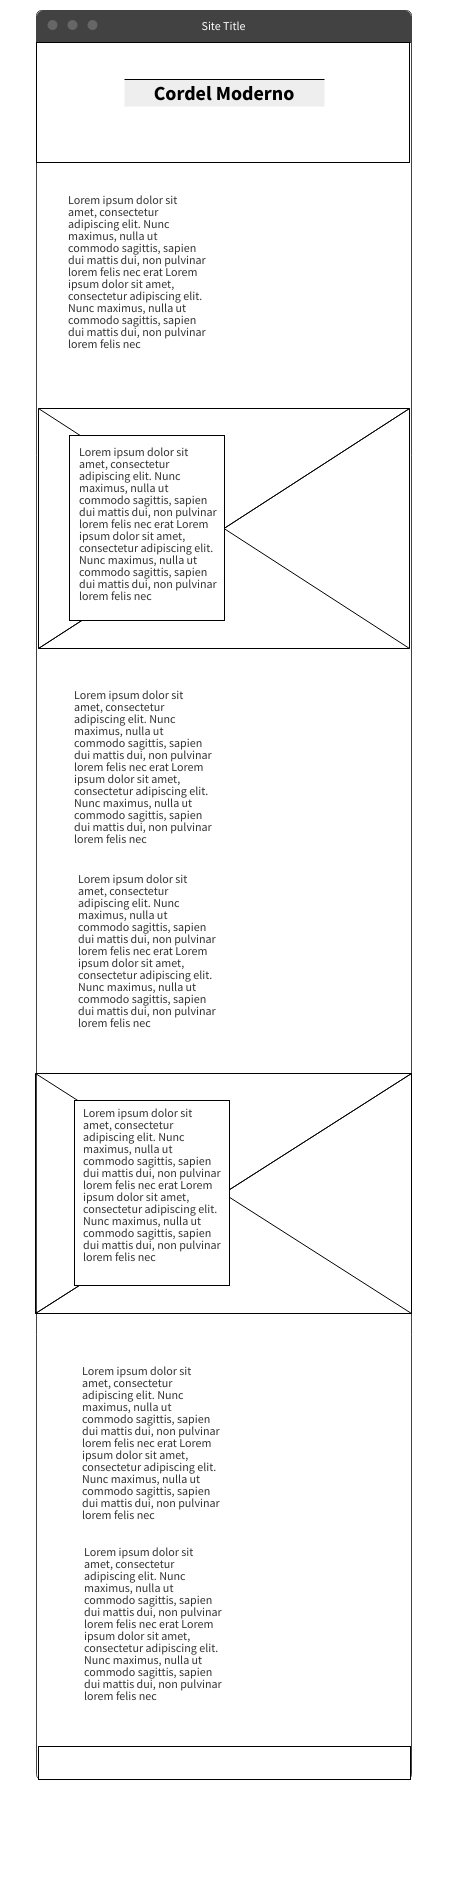 Site Title
Cordel Moderno
Lorem ipsum dolor sit
amet, consectetur
adipiscing elit. Nunc
maximus, nulla ut
commodo sagittis, sapien
dui mattis dui, non pulvinar
lorem felis nec erat Lorem
ipsum dolor sit amet,
consectetur adipiscing elit.
Nunc maximus, nulla ut
commodo sagittis, sapien
dui mattis dui, non pulvinar
lorem felis nec
Lorem ipsum dolor sit
amet, consectetur
adipiscing elit. Nunc
maximus, nulla ut
commodo sagittis, sapien
dui mattis dui, non pulvinar
lorem felis nec erat Lorem
ipsum dolor sit amet,
consectetur adipiscing elit.
Nunc maximus, nulla ut
commodo sagittis, sapien
dui mattis dui, non pulvinar
lorem felis nec
Lorem ipsum dolor sit
amet, consectetur
adipiscing elit. Nunc
maximus, nulla ut
commodo sagittis, sapien
dui mattis dui, non pulvinar
lorem felis nec erat Lorem
ipsum dolor sit amet,
consectetur adipiscing elit.
Nunc maximus, nulla ut
commodo sagittis, sapien
dui mattis dui, non pulvinar
lorem felis nec
Lorem ipsum dolor sit
amet, consectetur
adipiscing elit. Nunc
maximus, nulla ut
commodo sagittis, sapien
dui mattis dui, non pulvinar
lorem felis nec erat Lorem
ipsum dolor sit amet,
consectetur adipiscing elit.
Nunc maximus, nulla ut
commodo sagittis, sapien
dui mattis dui, non pulvinar
lorem felis nec
Lorem ipsum dolor sit
amet, consectetur
adipiscing elit. Nunc
maximus, nulla ut
commodo sagittis, sapien
dui mattis dui, non pulvinar
lorem felis nec erat Lorem
ipsum dolor sit amet,
consectetur adipiscing elit.
Nunc maximus, nulla ut
commodo sagittis, sapien
dui mattis dui, non pulvinar
lorem felis nec
Lorem ipsum dolor sit
amet, consectetur
adipiscing elit. Nunc
maximus, nulla ut
commodo sagittis, sapien
dui mattis dui, non pulvinar
lorem felis nec erat Lorem
ipsum dolor sit amet,
consectetur adipiscing elit.
Nunc maximus, nulla ut
commodo sagittis, sapien
dui mattis dui, non pulvinar
lorem felis nec
Lorem ipsum dolor sit
amet, consectetur
adipiscing elit. Nunc
maximus, nulla ut
commodo sagittis, sapien
dui mattis dui, non pulvinar
lorem felis nec erat Lorem
ipsum dolor sit amet,
consectetur adipiscing elit.
Nunc maximus, nulla ut
commodo sagittis, sapien
dui mattis dui, non pulvinar
lorem felis nec